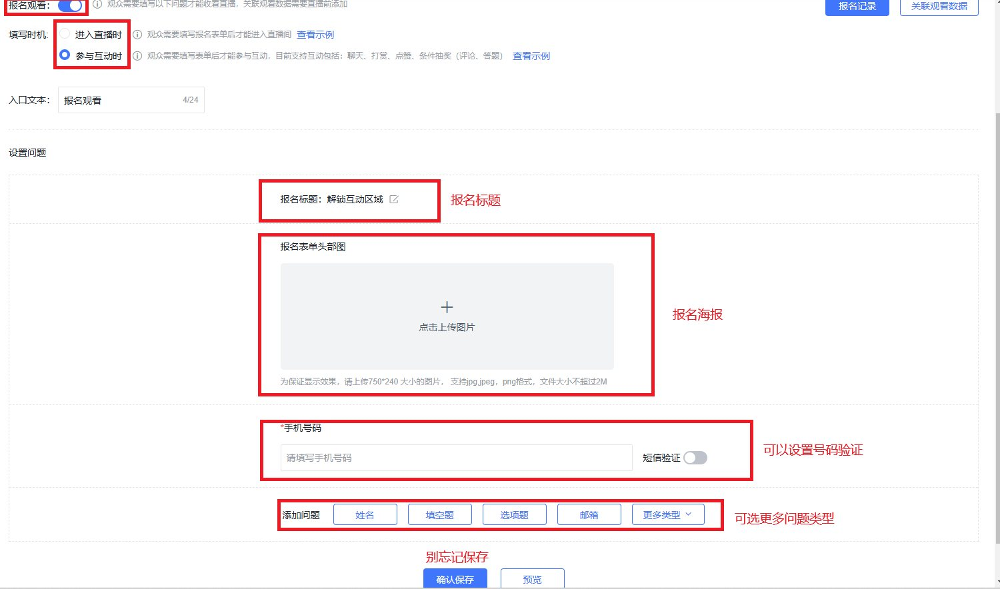 报名观看： 观众需要填写以下问题才能收看直播，关联观看数据需要直播前添加 报名记录 关联观看数据
填写时机: 进入直播时 观众需要填写报名表单后才能进入直播间 查看示例
参与互动时 观众需要填写表单后才能参与互动，目前支持互动包括：聊天、打赏、点赞、条件抽奖（评论、答题） 查看示例
入口文本： 报名观看 4/24
设置问题
报名标题：解锁互动区域 报名标题
报名表单头部图
点击上传图片
报名海报
为保证显示效果，请上传750*240 大小的图片， 支持jpg,jpeg，png格式，文件大小不超过2M
*手机号码
请填写手机号码 短信验证 可以设置号码验证
添加问题 姓名 填空题 选项题 邮箱 更多类型 可选更多问题类型
别忘记保存
确认保存 预览